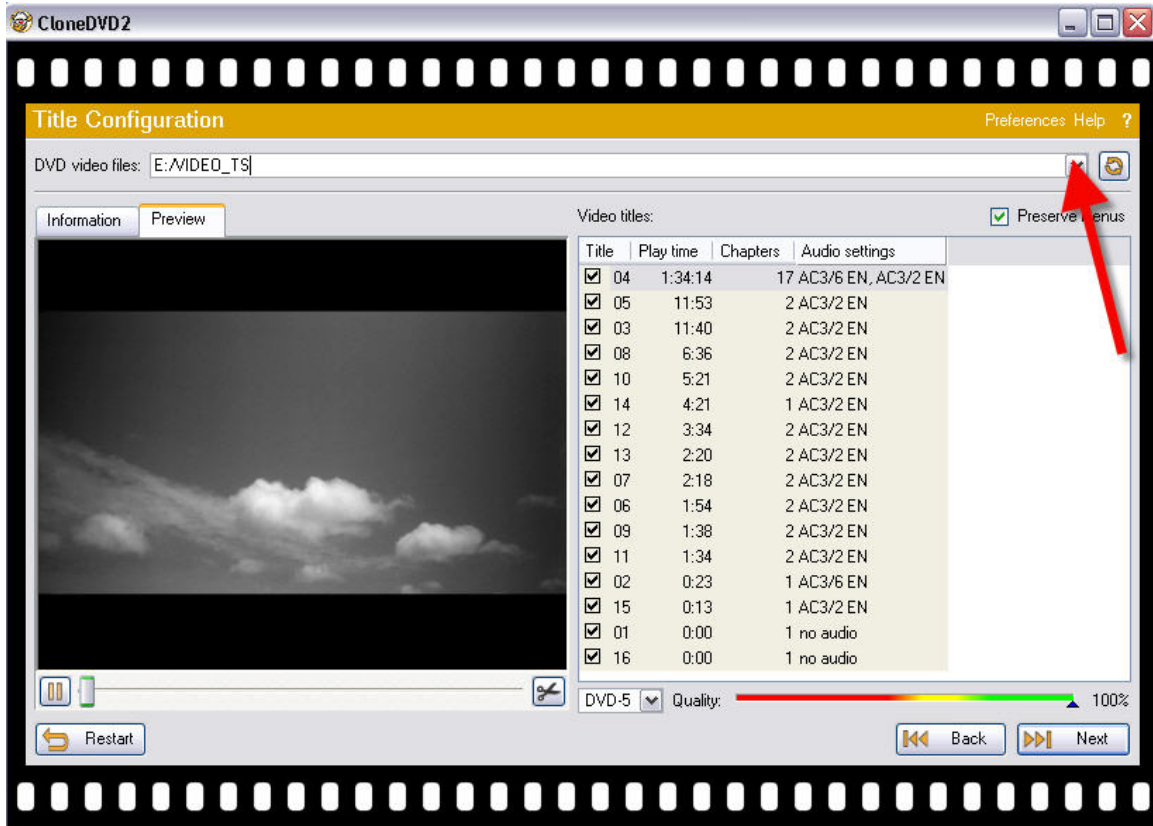 CloneDVD2
Title Configuration Preferences Help ?
DVD video files: E:/VIDEO_TS
Information Preview Video titles: Preserve Menus
Title Play time Chapters Audio settings
04 1:34:14 17 AC3/6 EN, AC3/2 EN
05 11:53 2 AC3/2 EN
03 11:40 2 AC3/2 EN
08 6:36 2 AC3/2 EN
10 5:21 2 AC3/2 EN
14 4:21 1 AC3/2 EN
12 3:34 2 AC3/2 EN
13 2:20 2 AC3/2 EN
07 2:18 2 AC3/2 EN
06 1:54 2 AC3/2 EN
09 1:38 2 AC3/2 EN
11 1:34 2 AC3/2 EN
02 0:23 1 AC3/6 EN
15 0:13 1 AC3/2 EN
01 0:00 1 no audio
16 0:00 1 no audio
DVD-5 Quality: 100%
Restart Back Next